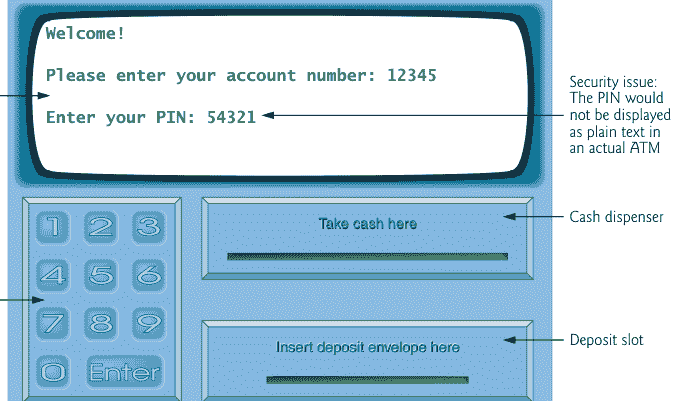 Welcome!
Please enter your account number: 12345
Enter your PIN: 54321
Security issue:
The PIN would
not be displayed
as plain text in
an actual ATM
Take cash here
Cash dispenser
1 2 3
4 5 6
7 8 9
0 Enter
Insert deposit envelope here
Deposit slot